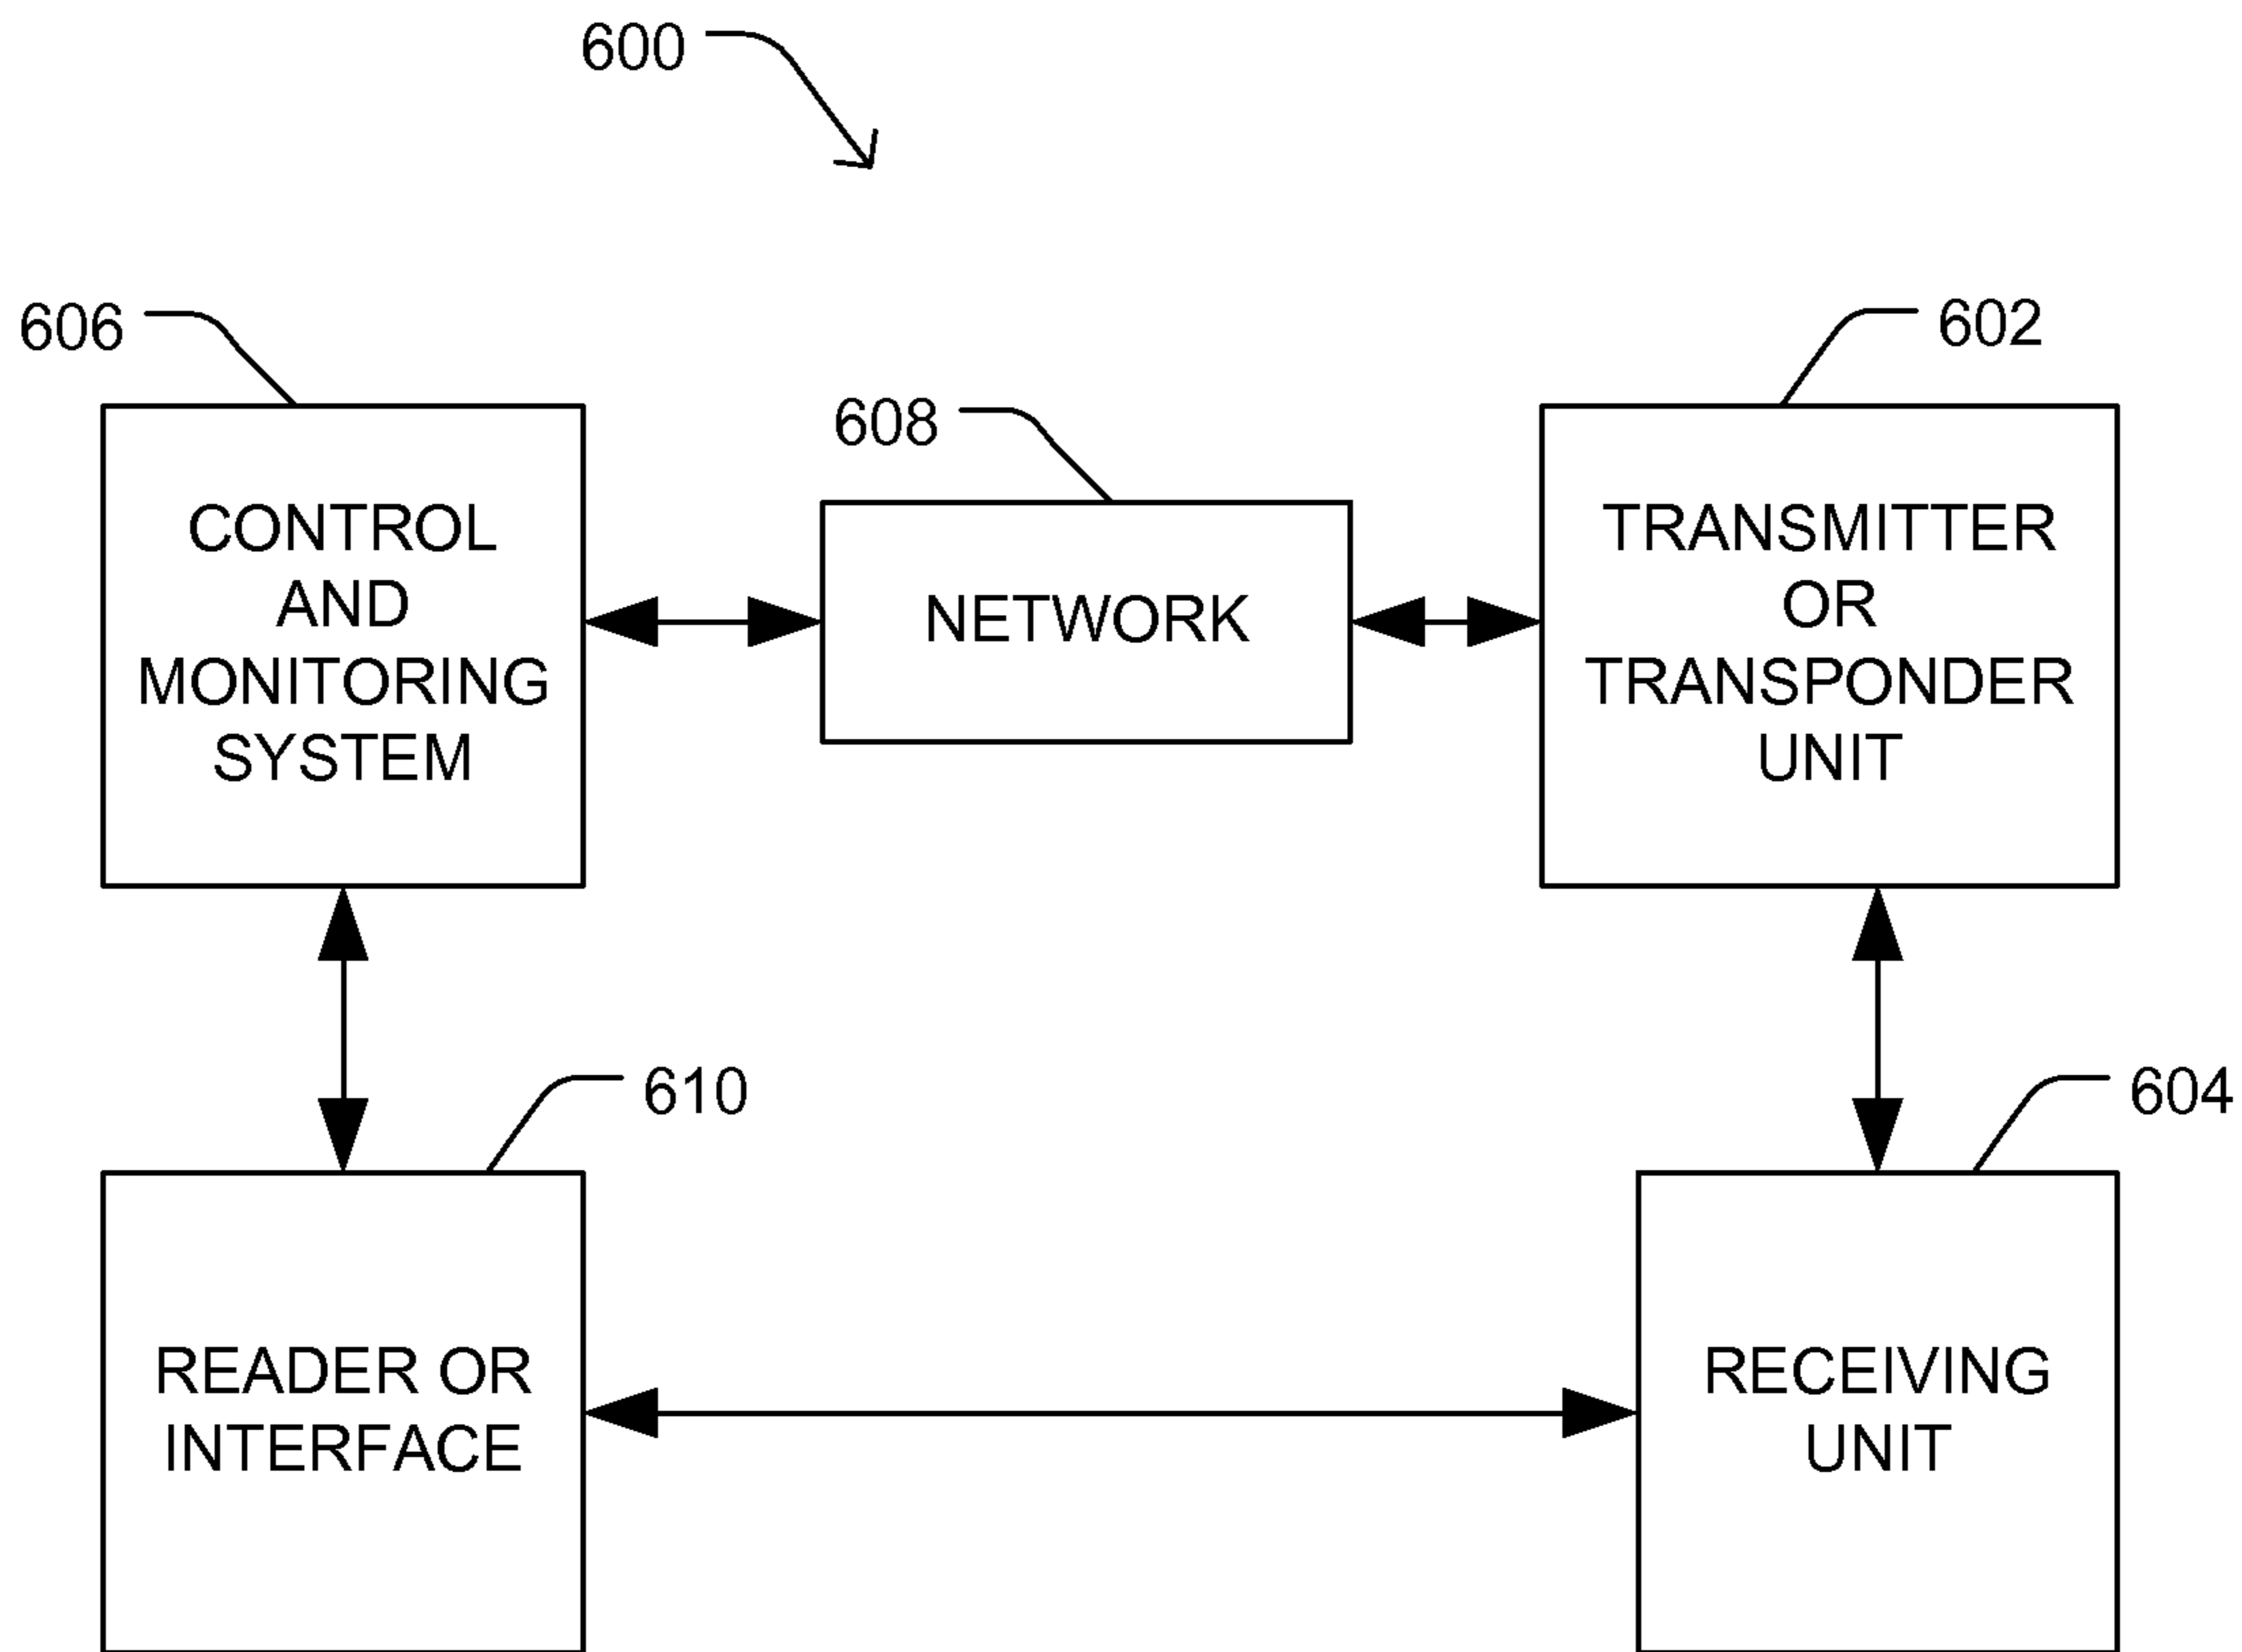 600
606
602
608
CONTROL
AND
MONITORING
SYSTEM
NETWORK
TRANSMITTER
OR
TRANSPONDER
UNIT
610
604
READER OR
INTERFACE
RECEIVING
UNIT